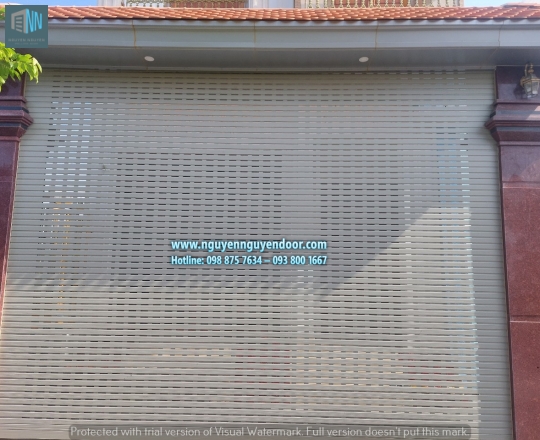 NN
www.nguyennguyendoor.com
Hotline: 098 875 7634 – 093 800 1667
Protected with trial version of Visual Watermark. Full version doesn't put this mark.